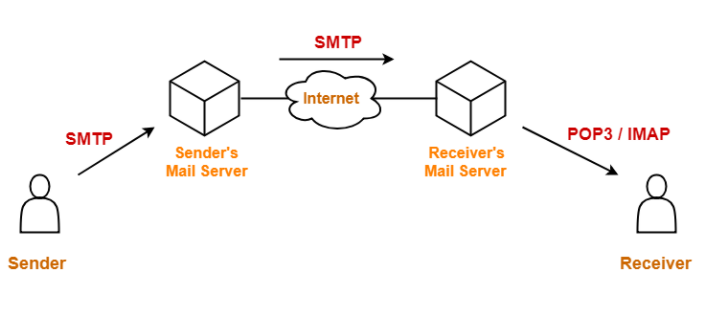 SMTP
Internet
SMTP
POP3 / IMAP
Sender's
Mail Server
Receiver's
Mail Server
Sender
Receiver